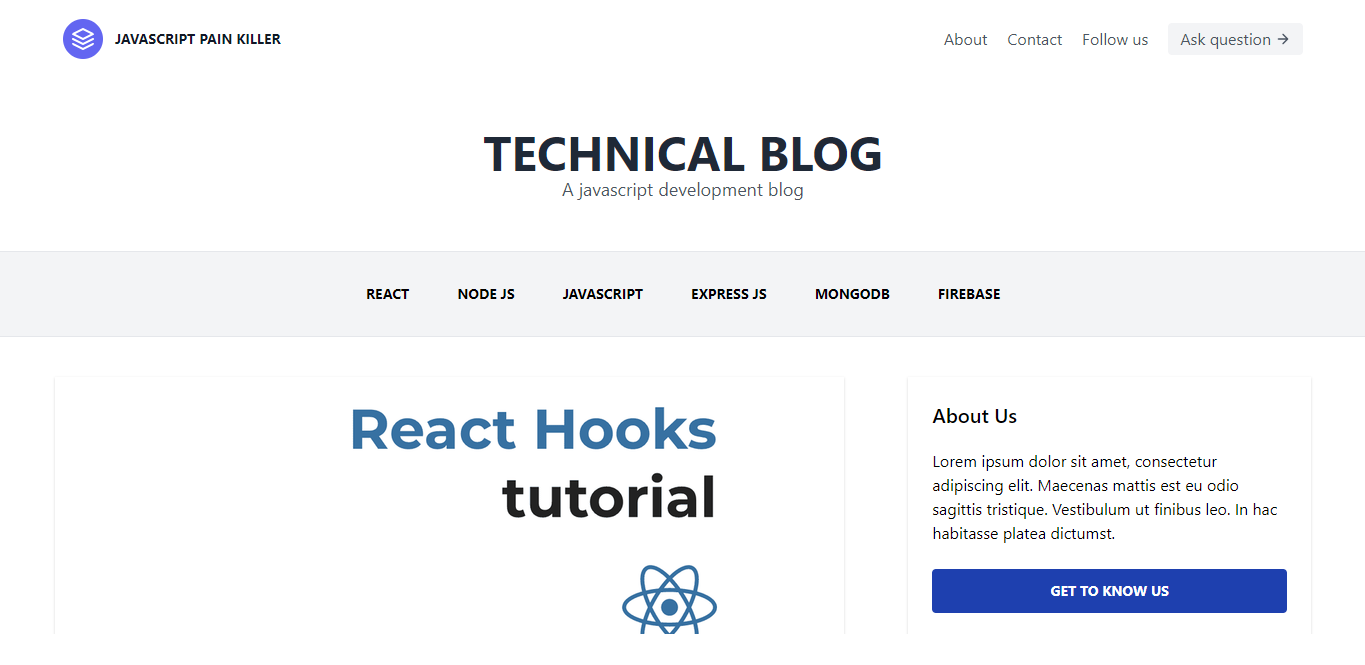 JAVASCRIPT PAIN KILLER
About Contact Follow us Ask question →
TECHNICAL BLOG
A javascript development blog
REACT NODE JS JAVASCRIPT EXPRESS JS MONGODB FIREBASE
React Hooks
tutorial
About Us
Lorem ipsum dolor sit amet, consectetur
adipiscing elit. Maecenas mattis est eu odio
sagittis tristique. Vestibulum ut finibus leo. In hac
habitasse platea dictumst.
GET TO KNOW US